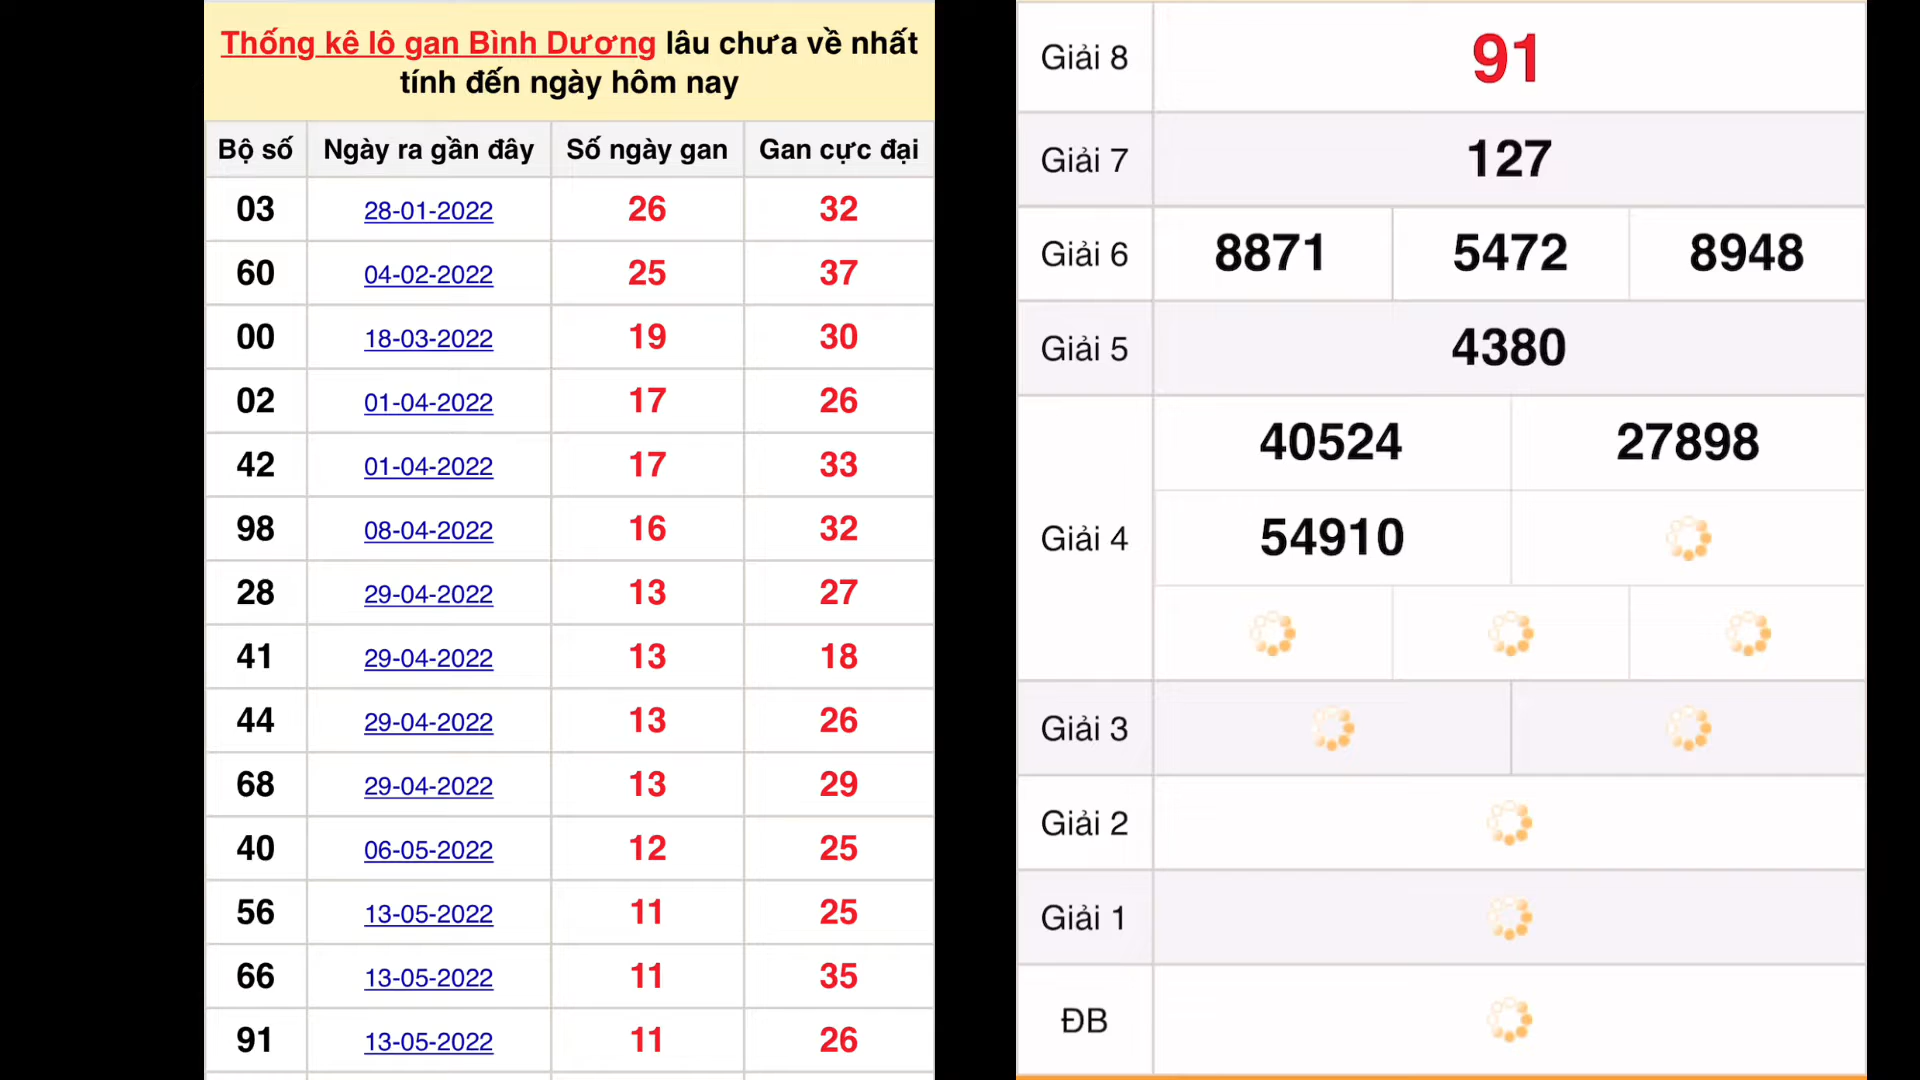 Thống kê lô gan Bình Dương lâu chưa về nhất
tính đến ngày hôm nay
Bộ số Ngày ra gần đây Số ngày gan Gan cực đại
03 28-01-2022 26 32
60 04-02-2022 25 37
00 18-03-2022 19 30
02 01-04-2022 17 26
42 01-04-2022 17 33
98 08-04-2022 16 32
28 29-04-2022 13 27
41 29-04-2022 13 18
44 29-04-2022 13 26
68 29-04-2022 13 29
40 06-05-2022 12 25
56 13-05-2022 11 25
66 13-05-2022 11 35
91 13-05-2022 11 26
Giải 8 91
Giải 7 127
Giải 6 8871 5472 8948
Giải 5 4380
Giải 4 40524 27898
54910
Giải 3
Giải 2
Giải 1
ĐB